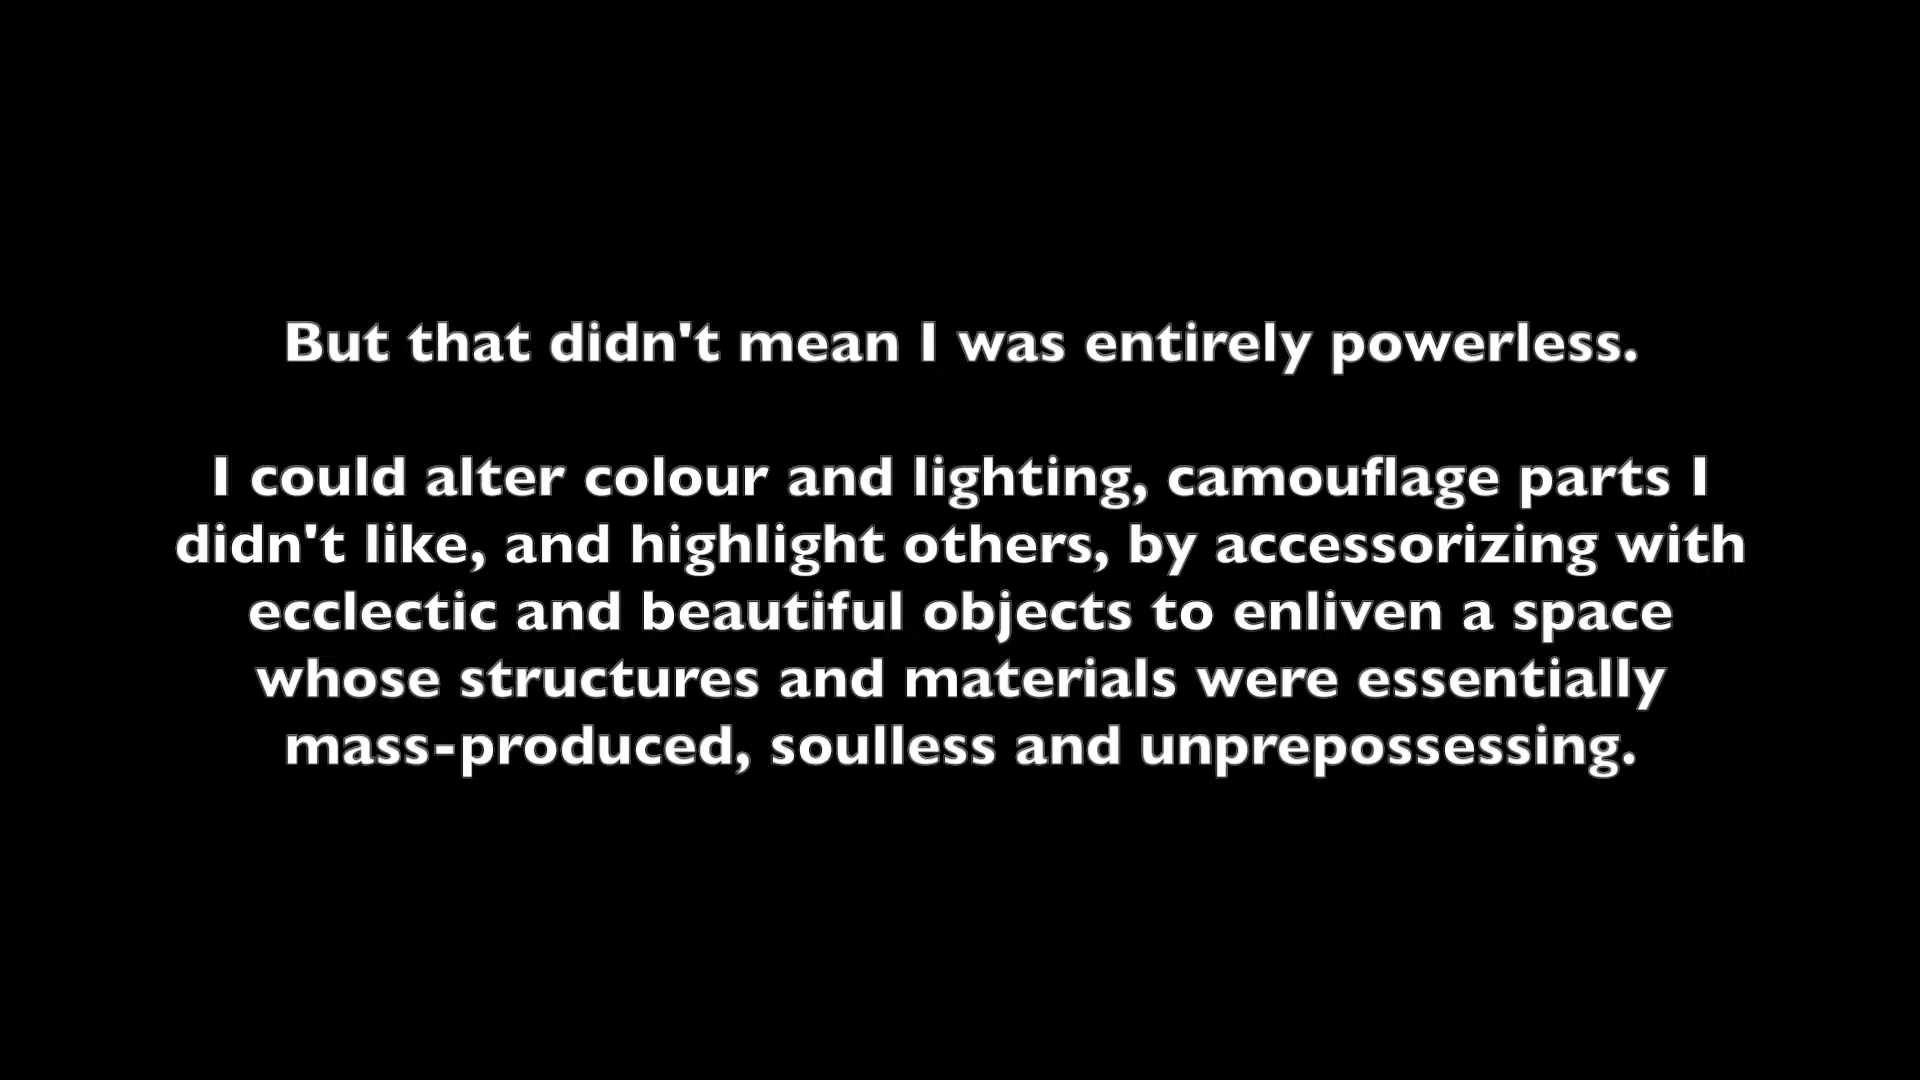 But that didn't mean I was entirely powerless.
I could alter colour and lighting, camouflage parts I
didn't like, and highlight others, by accessorizing with
ecclectic and beautiful objects to enliven a space
whose structures and materials were essentially
mass-produced, soulless and unprepossessing.